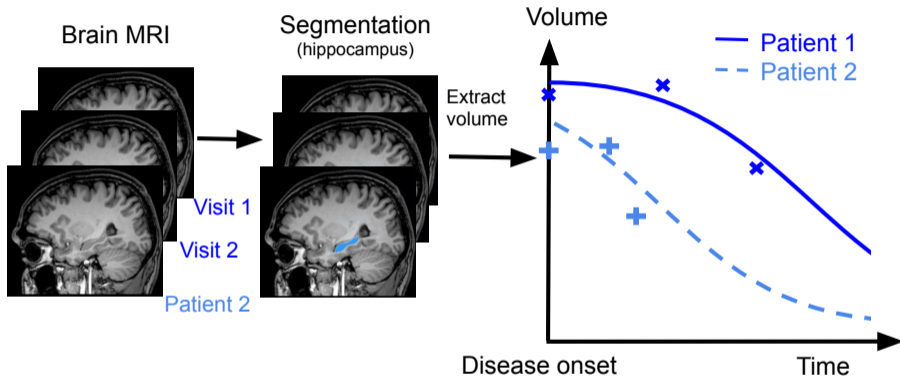 Brain MRI
Segmentation
(hippocampus)
Visit 1
Visit 2
Patient 2
Extract
volume
Volume
Patient 1
Patient 2
Disease onset
Time